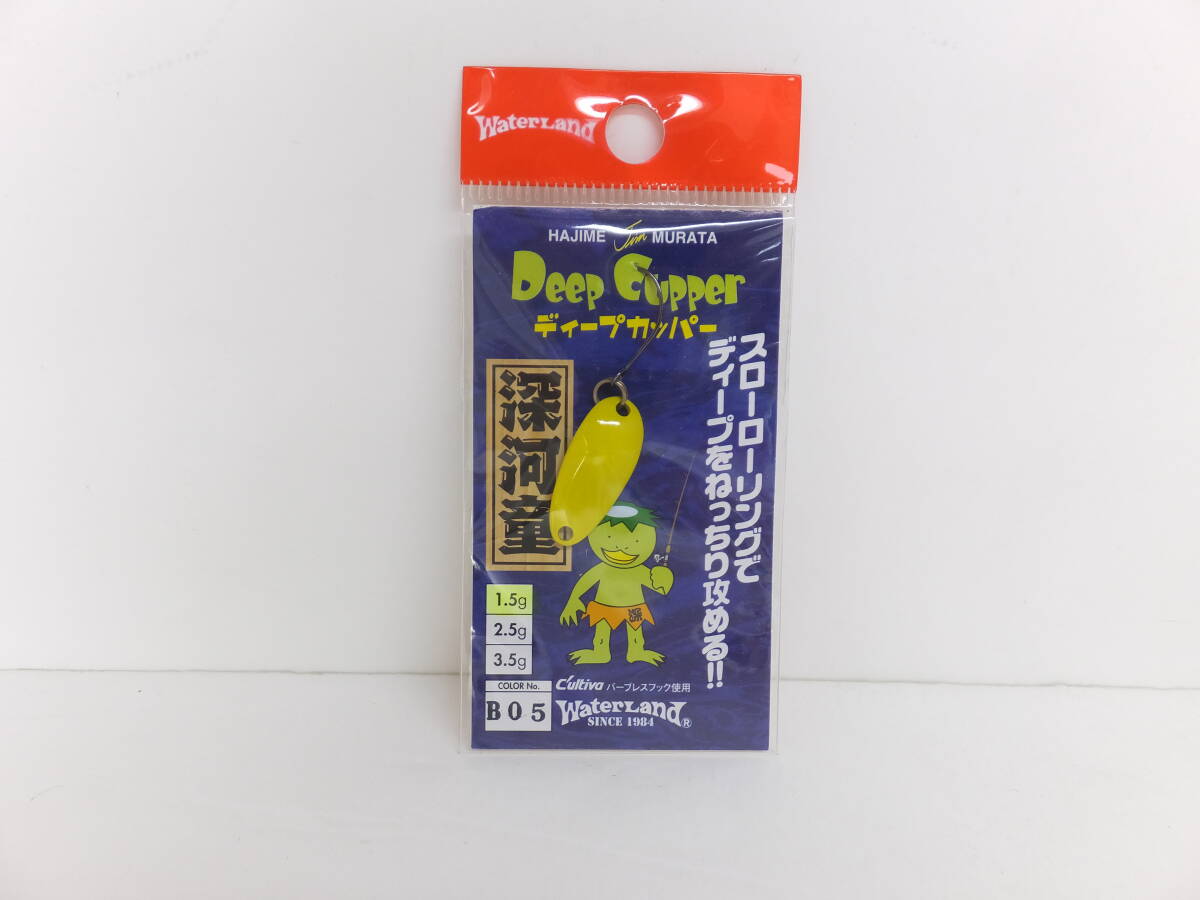 WaterLand
HAJIME Jim MURATA
Deep Cupper
ディープカッパー
スローローリングで
ディープをねっちり攻める!!
深河童
深
1.5g
2.5g
3.5g
COLOR No.
B05
C'ultiva バーブレスフック使用
WaterLand®
SINCE 1984